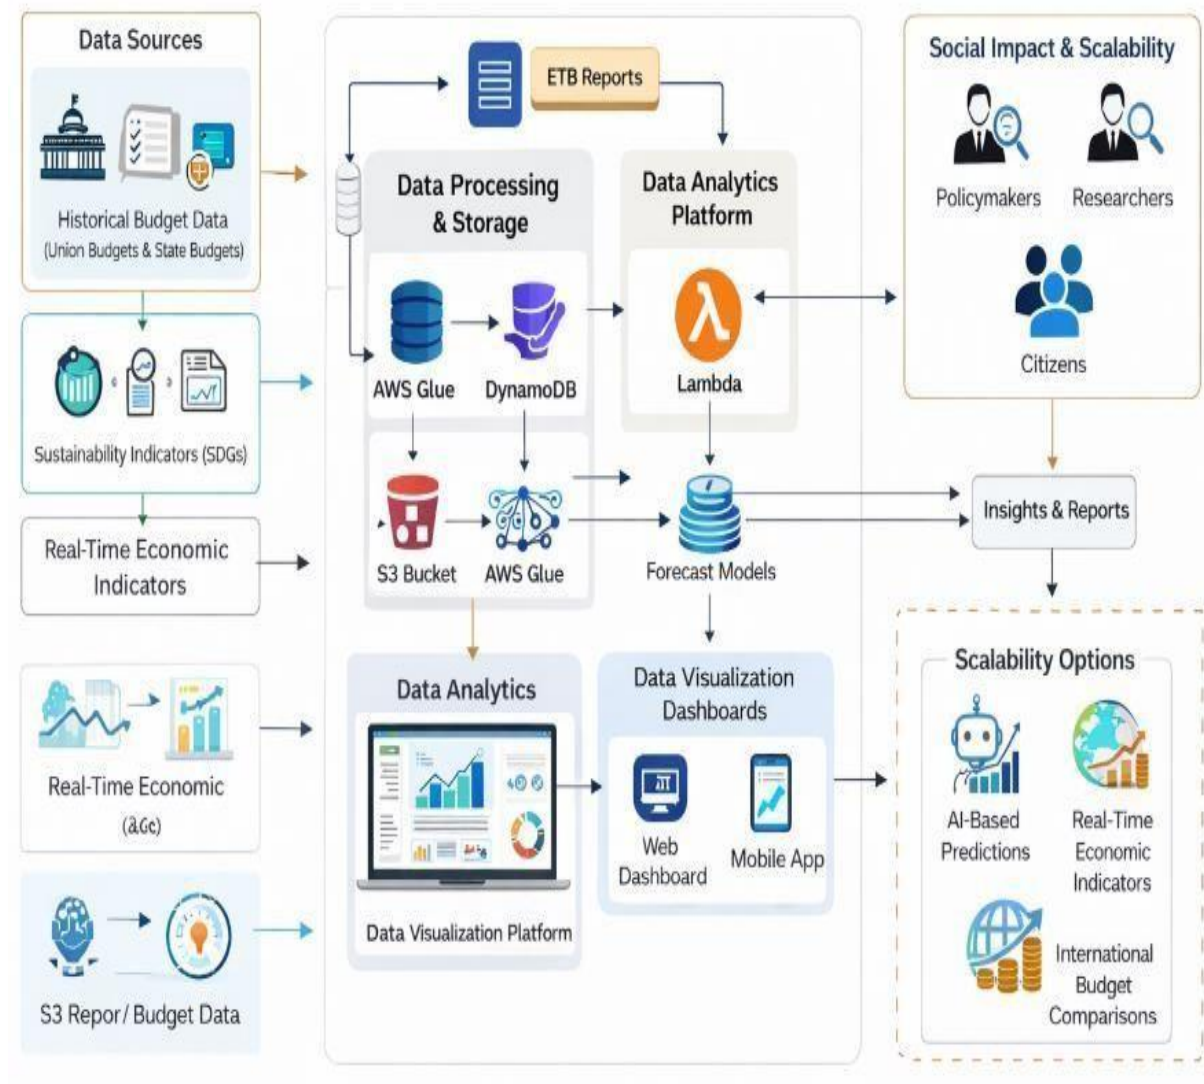 Data Sources
Historical Budget Data
(Union Budgets & State Budgets)
Sustainability Indicators (SDGs)
Real-Time Economic
Indicators
Real-Time Economic
S3 Repor/ Budget Data
ETB Reports
Data Processing
& Storage
AWS Glue
DynamoDB
S3 Bucket
AWS Glue
Data Analytics
Platform
Lambda
Forecast Models
Data Analytics
Data Visualization Platform
Data Visualization
Dashboards
Web
Dashboard
Mobile App
Social Impact & Scalability
Policymakers
Researchers
Citizens
Insights & Reports
Scalability Options
AI-Based
Predictions
Real-Time
Economic
Indicators
International
Budget
Comparisons